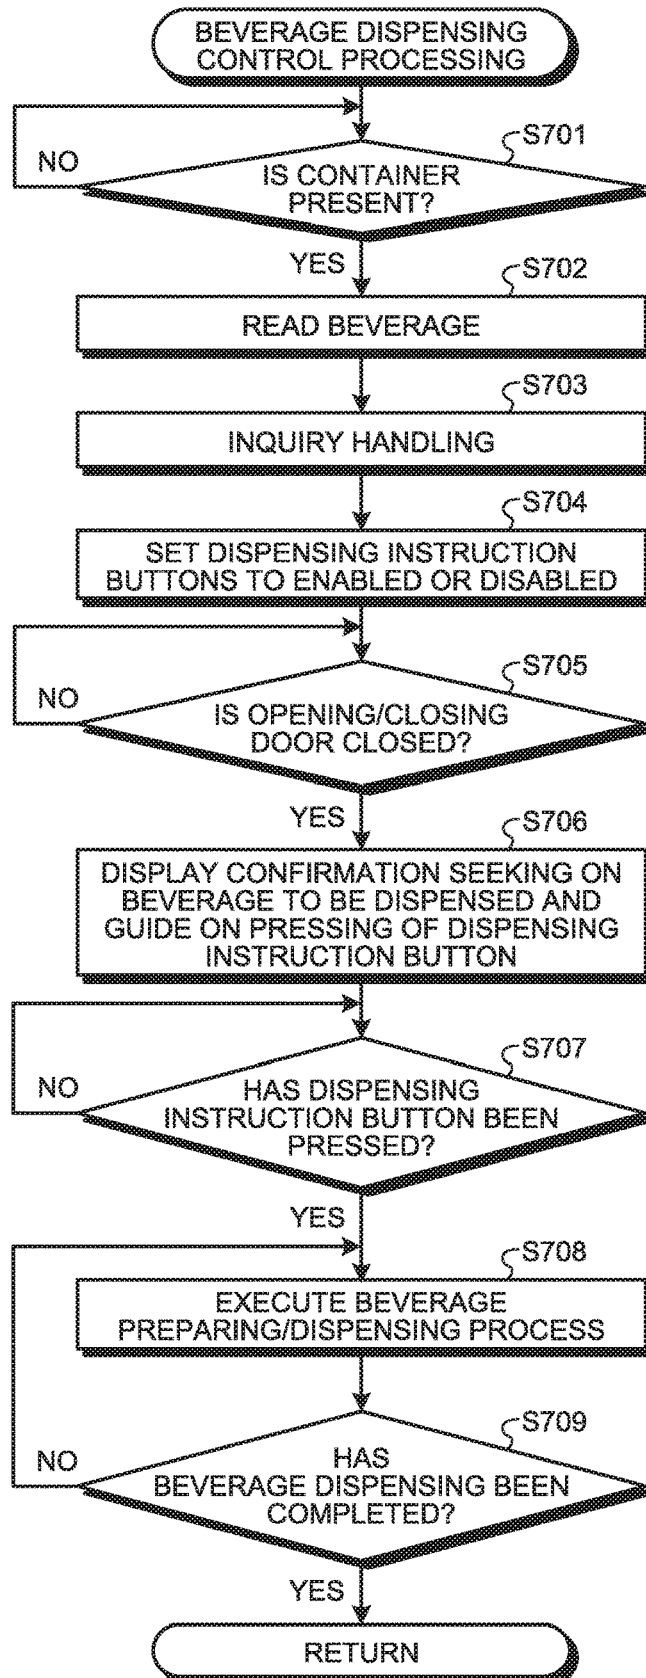 BEVERAGE DISPENSING
CONTROL PROCESSING
S701
NO
IS CONTAINER
PRESENT?
YES
S702
READ BEVERAGE
S703
INQUIRY HANDLING
S704
SET DISPENSING INSTRUCTION
BUTTONS TO ENABLED OR DISABLED
S705
NO
IS OPENING/CLOSING
DOOR CLOSED?
YES
S706
DISPLAY CONFIRMATION SEEKING ON
BEVERAGE TO BE DISPENSED AND
GUIDE ON PRESSING OF DISPENSING
INSTRUCTION BUTTON
S707
NO
HAS DISPENSING
INSTRUCTION BUTTON BEEN
PRESSED?
YES
S708
EXECUTE BEVERAGE
PREPARING/DISPENSING PROCESS
S709
NO
HAS
BEVERAGE DISPENSING BEEN
COMPLETED?
YES
RETURN